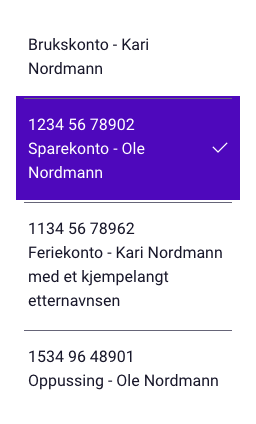 Brukskonto - Kari
Nordmann
1234 56 78902
Sparekonto - Ole
Nordmann
1134 56 78962
Feriekonto - Kari Nordmann
med et kjempelangt
etternavnsen
1534 96 48901
Oppussing - Ole Nordmann